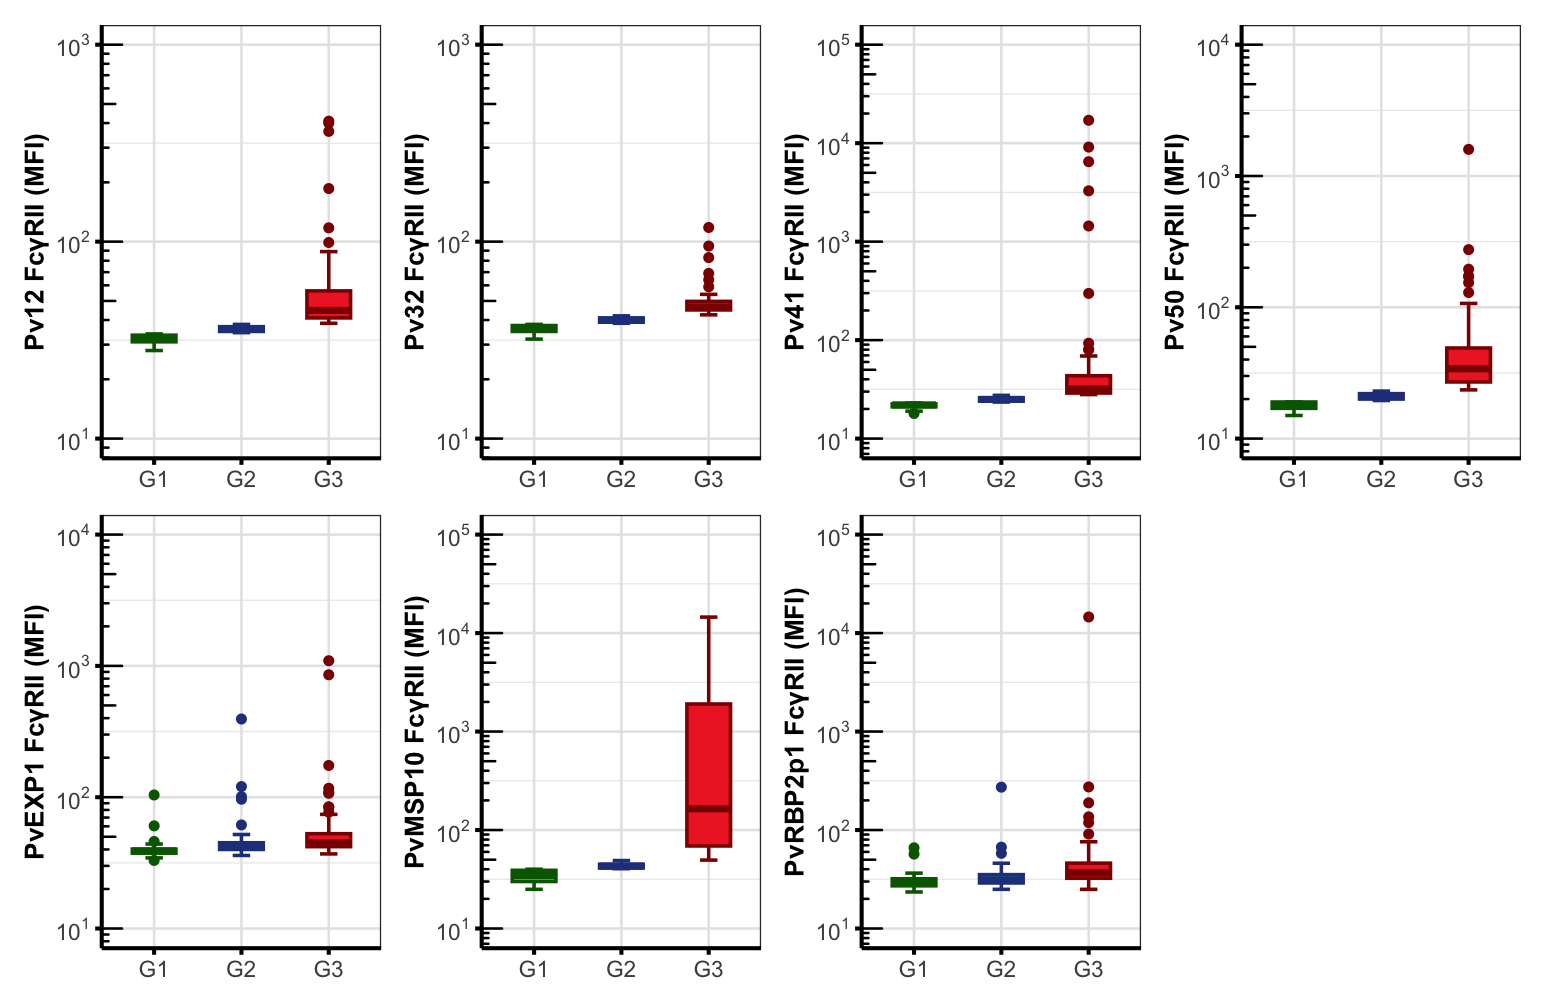 Pv12 FcγRII (MFI)
10³
10²
10¹
G1 G2 G3
Pv32 FcγRII (MFI)
10³
10²
10¹
G1 G2 G3
Pv41 FcγRII (MFI)
10⁵
10⁴
10³
10²
10¹
G1 G2 G3
Pv50 FcγRII (MFI)
10⁴
10³
10²
10¹
G1 G2 G3
PvEXP1 FcγRII (MFI)
10⁴
10³
10²
10¹
G1 G2 G3
PvMSP10 FcγRII (MFI)
10⁵
10⁴
10³
10²
10¹
G1 G2 G3
PvRBP2p1 FcγRII (MFI)
10⁵
10⁴
10³
10²
10¹
G1 G2 G3